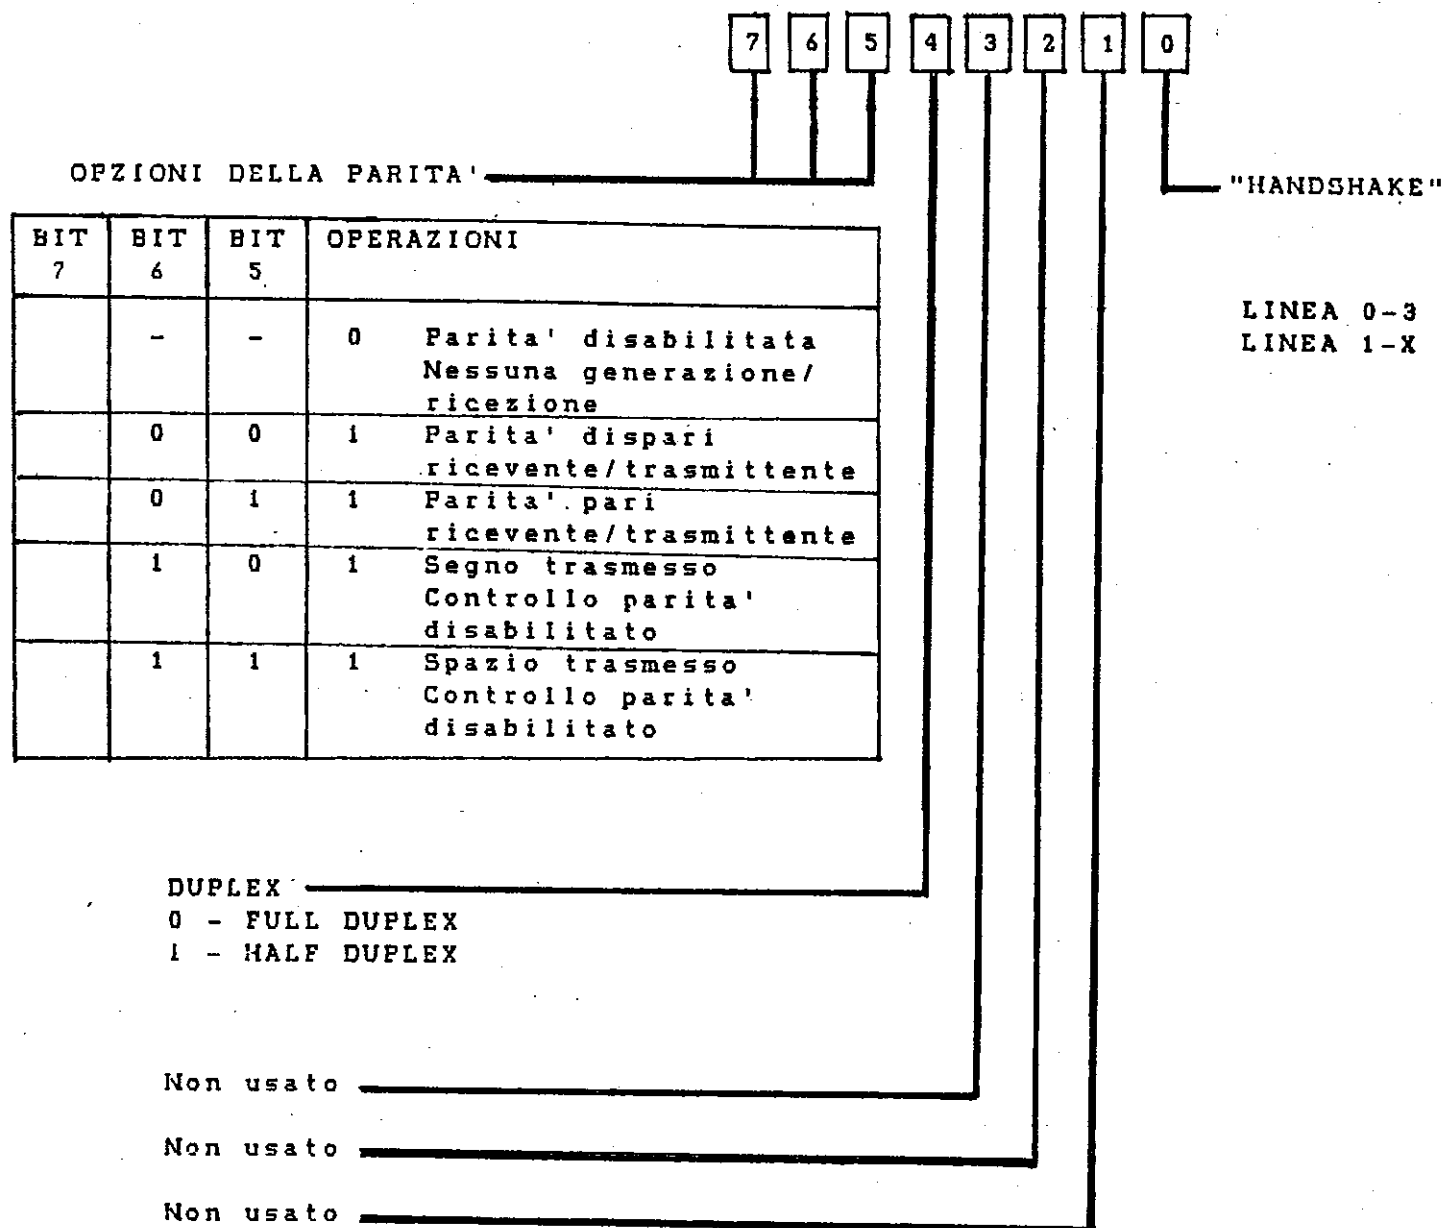 7 6 5 4 3 2 1 0
OPZIONI DELLA PARITA'
"HANDSHAKE"
LINEA 0-3
LINEA 1-X
BIT BIT BIT OPERAZIONI
7 6 5
- - 0 Parita' disabilitata
Nessuna generazione/
ricezione
0 0 1 Parita' dispari
ricevente/trasmittente
0 1 1 Parita' pari
ricevente/trasmittente
1 0 1 Segno trasmesso
Controllo parita'
disabilitato
1 1 1 Spazio trasmesso
Controllo parita'
disabilitato
DUPLEX
0 - FULL DUPLEX
1 - HALF DUPLEX
Non usato
Non usato
Non usato